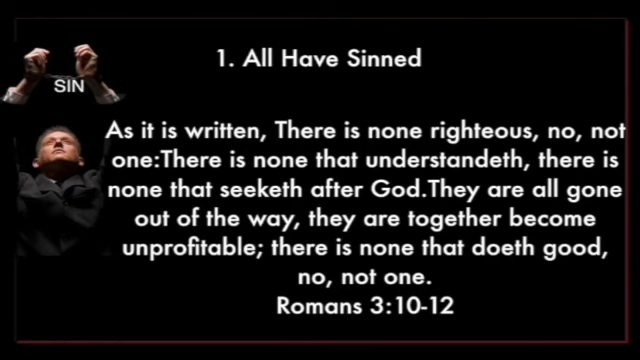 1. All Have Sinned
SIN
As it is written, There is none righteous, no, not
one:There is none that understandeth, there is
none that seeketh after God.They are all gone
out of the way, they are together become
unprofitable; there is none that doeth good,
no, not one.
Romans 3:10-12